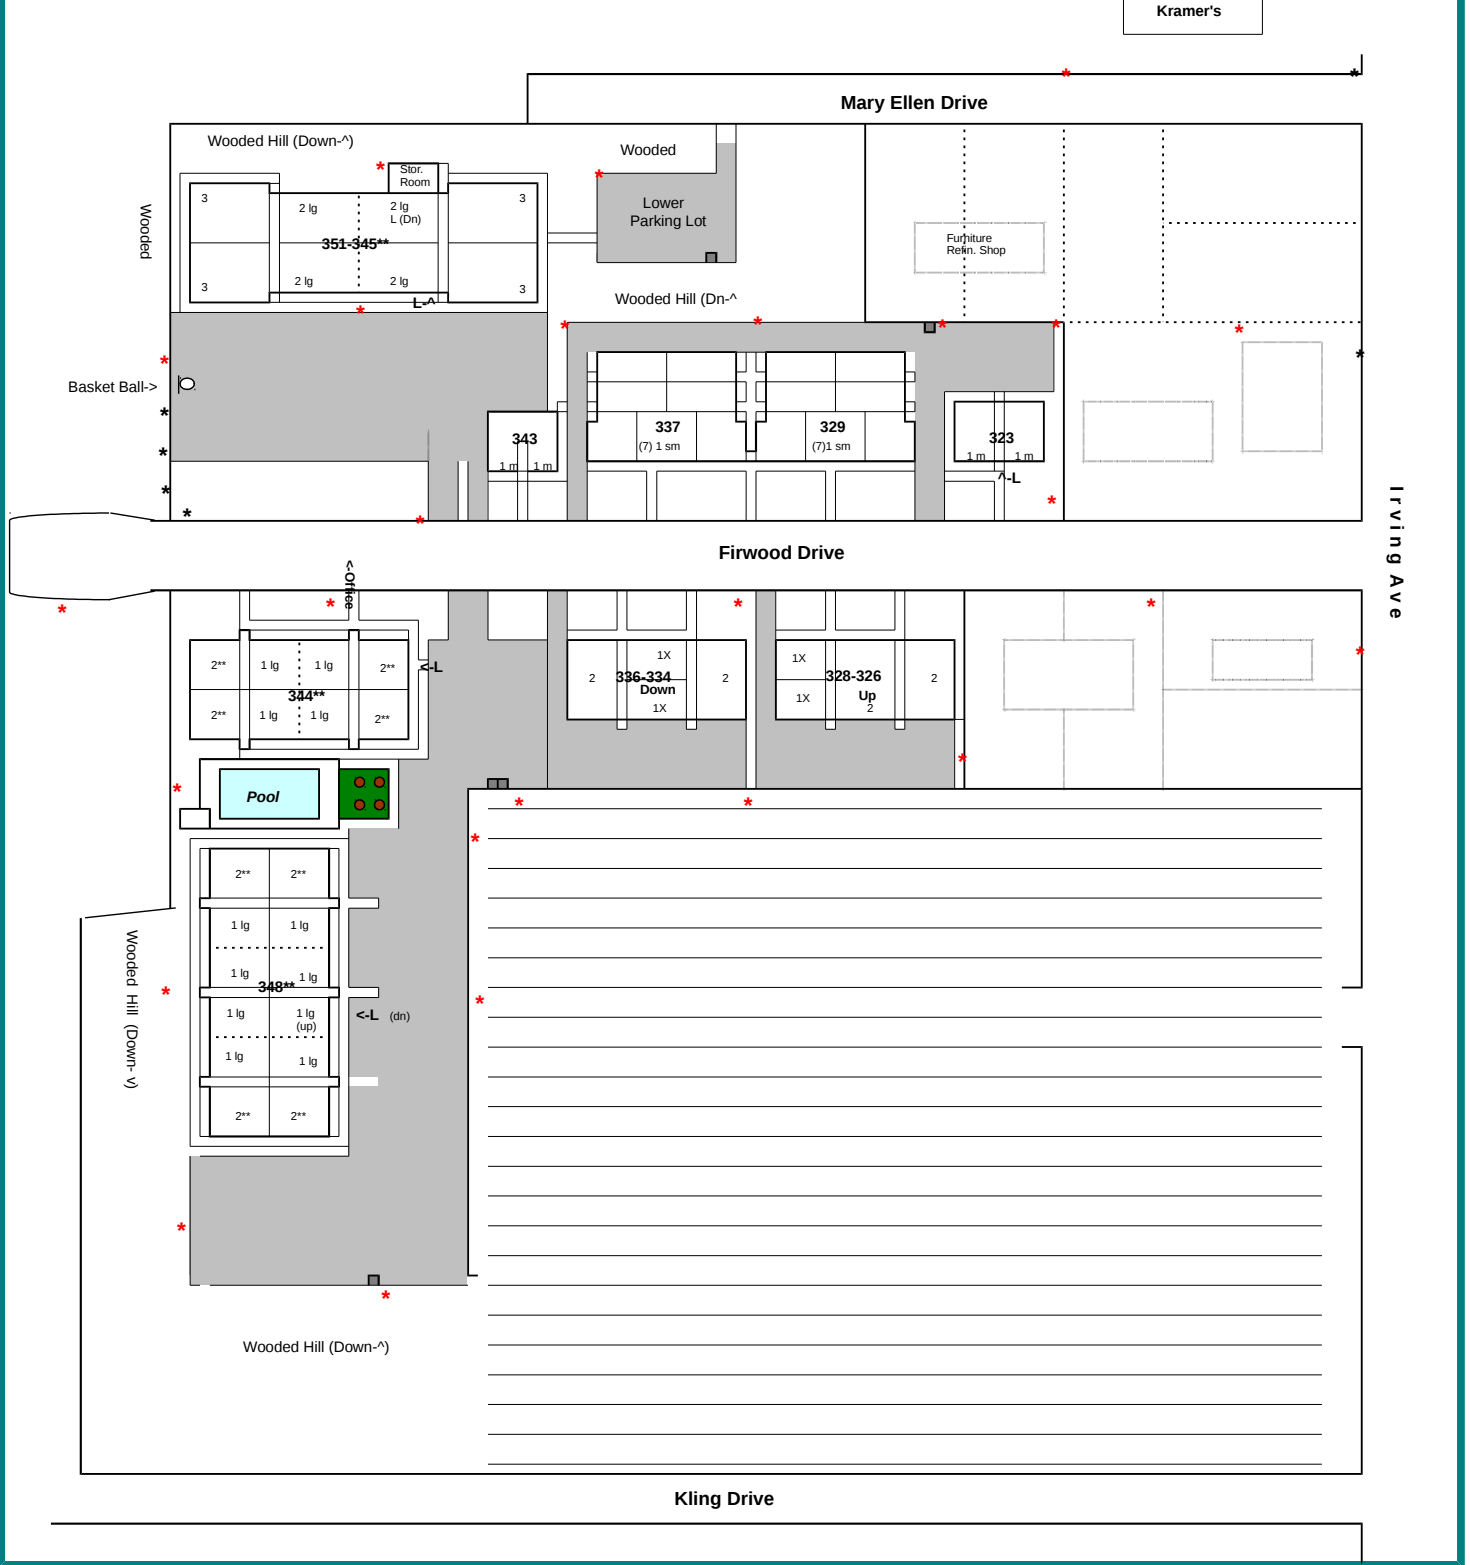 Kramer's
*
*
Mary Ellen Drive
Wooded Hill (Down-^)
Wooded
*
Stor.
Room
*
Wooded
3
2 lg
2 lg
L (Dn)
3
Lower
Parking Lot
351-345**
Furniture
Refin. Shop
3
2 lg
2 lg
3
L-^
*
Wooded Hill (Dn-^
*
*
*
*
*
*
*
Basket Ball->
*
343
1 m
1 m
337
(7) 1 sm
329
(7)1 sm
323
1 m
1 m
^-L
*
*
*
*
*
Irving Ave
Firwood Drive
<-Office
*
*
*
*
*
2**
1 lg
1 lg
2**
<-L
344**
2**
1 lg
1 lg
2**
1X
2
336-334
2
Down
1X
1X
328-326
2
1X
Up
2
*
*
Pool
*
*
*
2**
2**
1 lg
1 lg
Wooded Hill (Down- v)
1 lg
1 lg
348**
*
*
1 lg
1 lg
(up)
<-L (dn)
1 lg
1 lg
2**
2**
*
*
Wooded Hill (Down-^)
Kling Drive